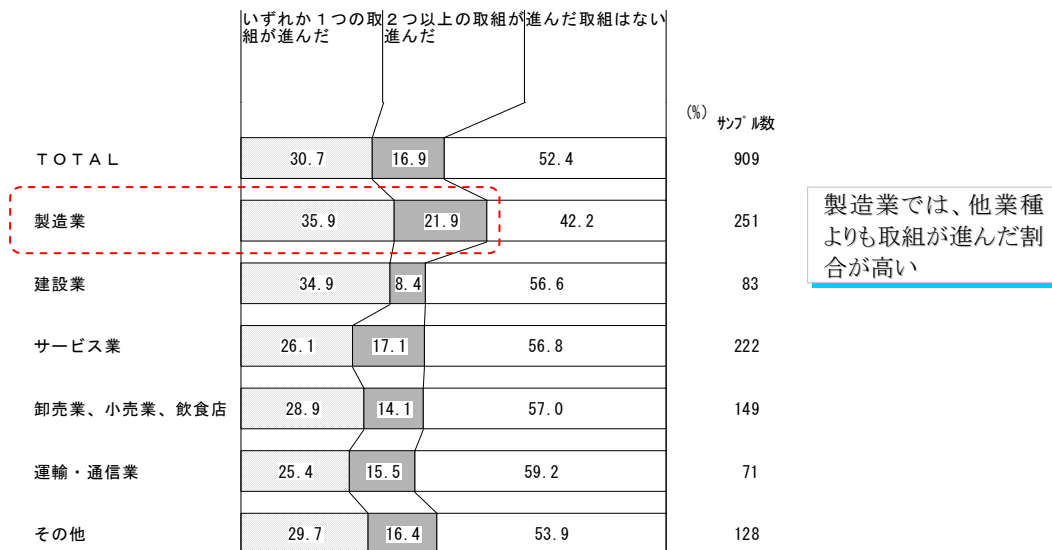 いずれか１つの取組が進んだ
２つ以上の取組が進んだ
進んだ取組はない
(%)
ｻﾝﾌﾟﾙ数
ＴＯＴＡＬ 30.7 16.9 52.4 909
製造業 35.9 21.9 42.2 251
建設業 34.9 8.4 56.6 83
サービス業 26.1 17.1 56.8 222
卸売業、小売業、飲食店 28.9 14.1 57.0 149
運輸・通信業 25.4 15.5 59.2 71
その他 29.7 16.4 53.9 128
製造業では、他業種
よりも取組が進んだ割
合が高い